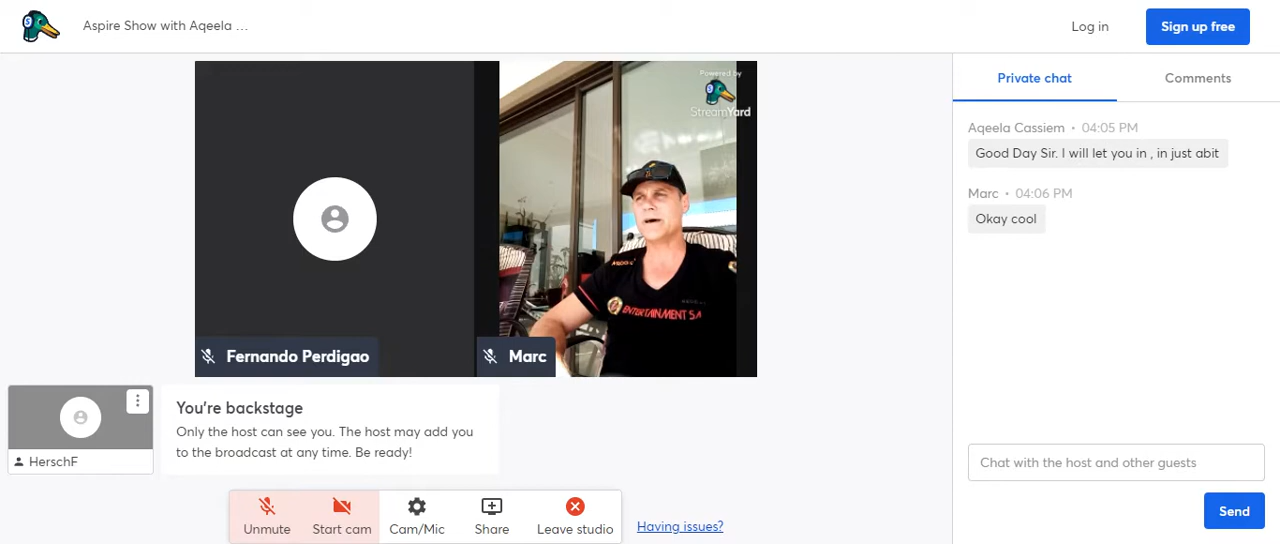 Aspire Show with Aqeela ...
Log in
Sign up free
Powered by
StreamYard
ENTERTAINMENT S.A
Fernando Perdigao
Marc
Private chat
Comments
Aqeela Cassiem • 04:05 PM
Good Day Sir. I will let you in , in just abit
Marc • 04:06 PM
Okay cool
HerschF
You're backstage
Only the host can see you. The host may add you
to the broadcast at any time. Be ready!
Unmute
Start cam
Cam/Mic
Share
Leave studio
Having issues?
Chat with the host and other guests
Send